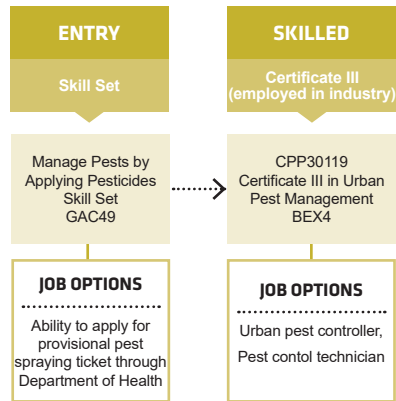 ENTRY
Skill Set
Manage Pests by
Applying Pesticides
Skill Set
GAC49
JOB OPTIONS
Ability to apply for
provisional pest
spraying ticket through
Department of Health
SKILLED
Certificate III
(employed in industry)
CPP30119
Certificate III in Urban
Pest Management
BEX4
JOB OPTIONS
Urban pest controller,
Pest contol technician